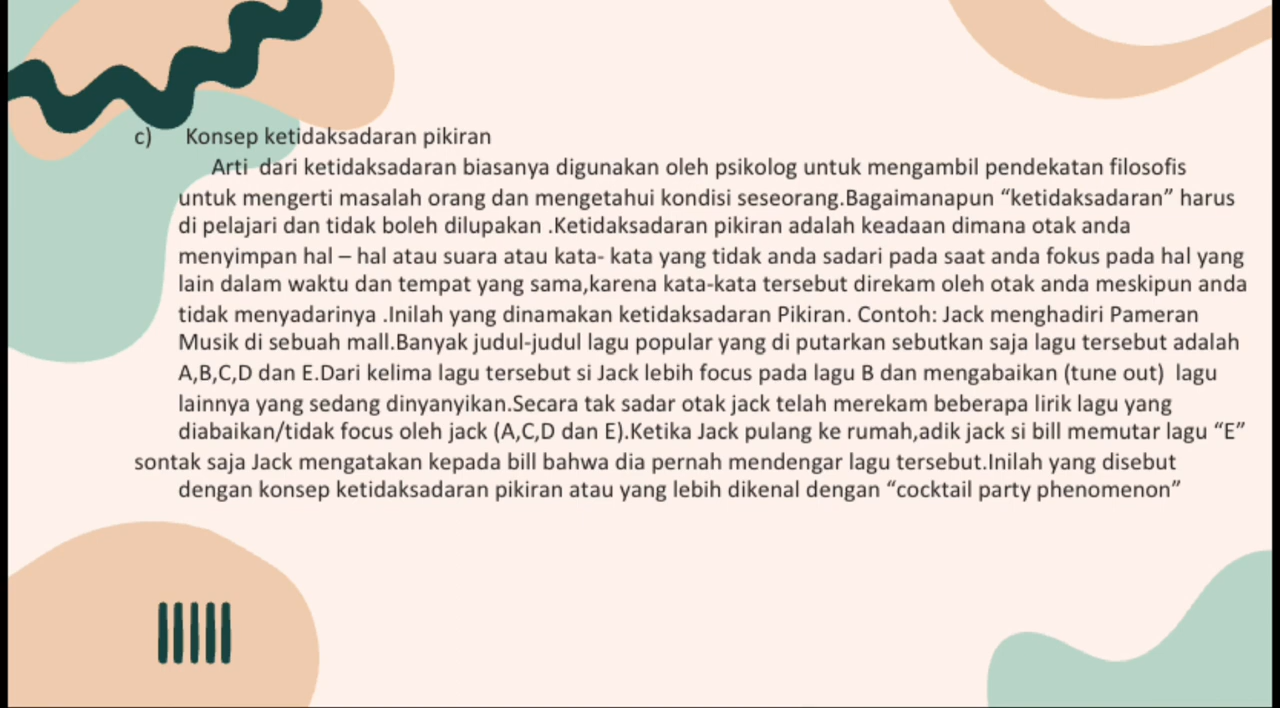 c) Konsep ketidaksadaran pikiran
Arti dari ketidaksadaran biasanya digunakan oleh psikolog untuk mengambil pendekatan filosofis
untuk mengerti masalah orang dan mengetahui kondisi seseorang.Bagaimanapun “ketidaksadaran” harus
di pelajari dan tidak boleh dilupakan .Ketidaksadaran pikiran adalah keadaan dimana otak anda
menyimpan hal – hal atau suara atau kata- kata yang tidak anda sadari pada saat anda fokus pada hal yang
lain dalam waktu dan tempat yang sama,karena kata-kata tersebut direkam oleh otak anda meskipun anda
tidak menyadarinya .Inilah yang dinamakan ketidaksadaran Pikiran. Contoh: Jack menghadiri Pameran
Musik di sebuah mall.Banyak judul-judul lagu popular yang di putarkan sebutkan saja lagu tersebut adalah
A,B,C,D dan E.Dari kelima lagu tersebut si Jack lebih focus pada lagu B dan mengabaikan (tune out) lagu
lainnya yang sedang dinyanyikan.Secara tak sadar otak jack telah merekam beberapa lirik lagu yang
diabaikan/tidak focus oleh jack (A,C,D dan E).Ketika Jack pulang ke rumah,adik jack si bill memutar lagu “E”
sontak saja Jack mengatakan kepada bill bahwa dia pernah mendengar lagu tersebut.Inilah yang disebut
dengan konsep ketidaksadaran pikiran atau yang lebih dikenal dengan “cocktail party phenomenon”